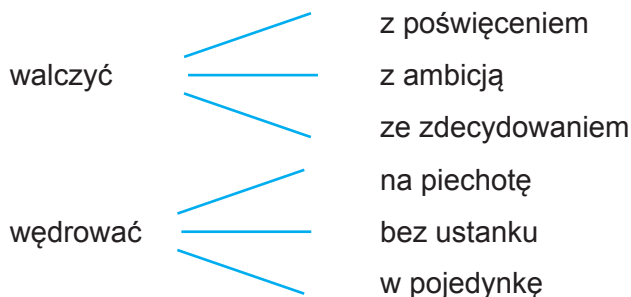 z poświęceniem
walczyć z ambicją
ze zdecydowaniem
na piechotę
wędrować bez ustanku
w pojedynkę